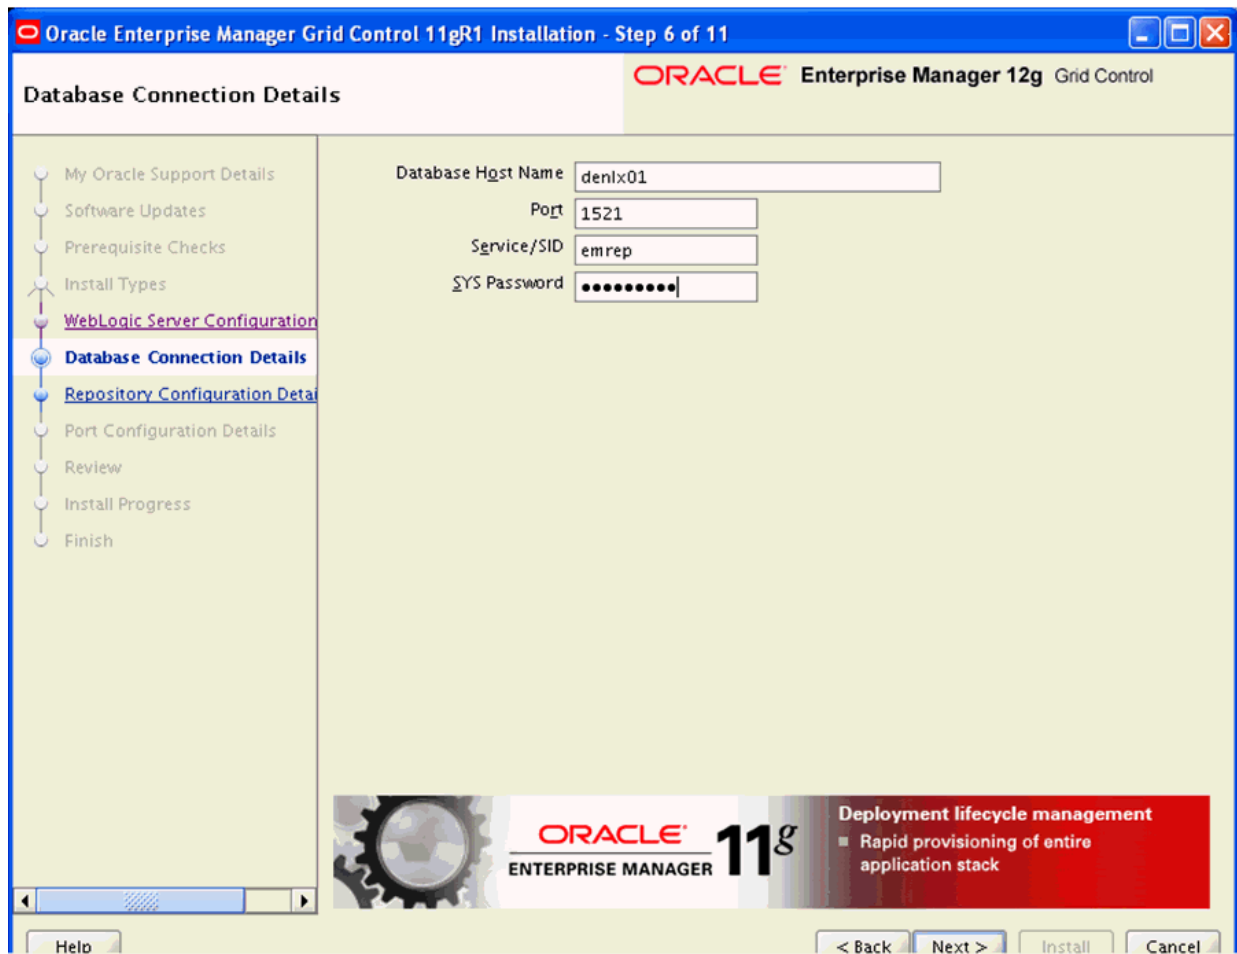 Oracle Enterprise Manager Grid Control 11gR1 Installation - Step 6 of 11
Database Connection Details
ORACLE Enterprise Manager 12g Grid Control
My Oracle Support Details
Software Updates
Prerequisite Checks
Install Types
WebLogic Server Configuration
Database Connection Details
Repository Configuration Detai
Port Configuration Details
Review
Install Progress
Finish
Database Host Name denlx01
Port 1521
Service/SID emrep
SYS Password ●●●●●●●●●
ORACLE
ENTERPRISE MANAGER 11g
Deployment lifecycle management
Rapid provisioning of entire
application stack
Help < Back Next > Install Cancel